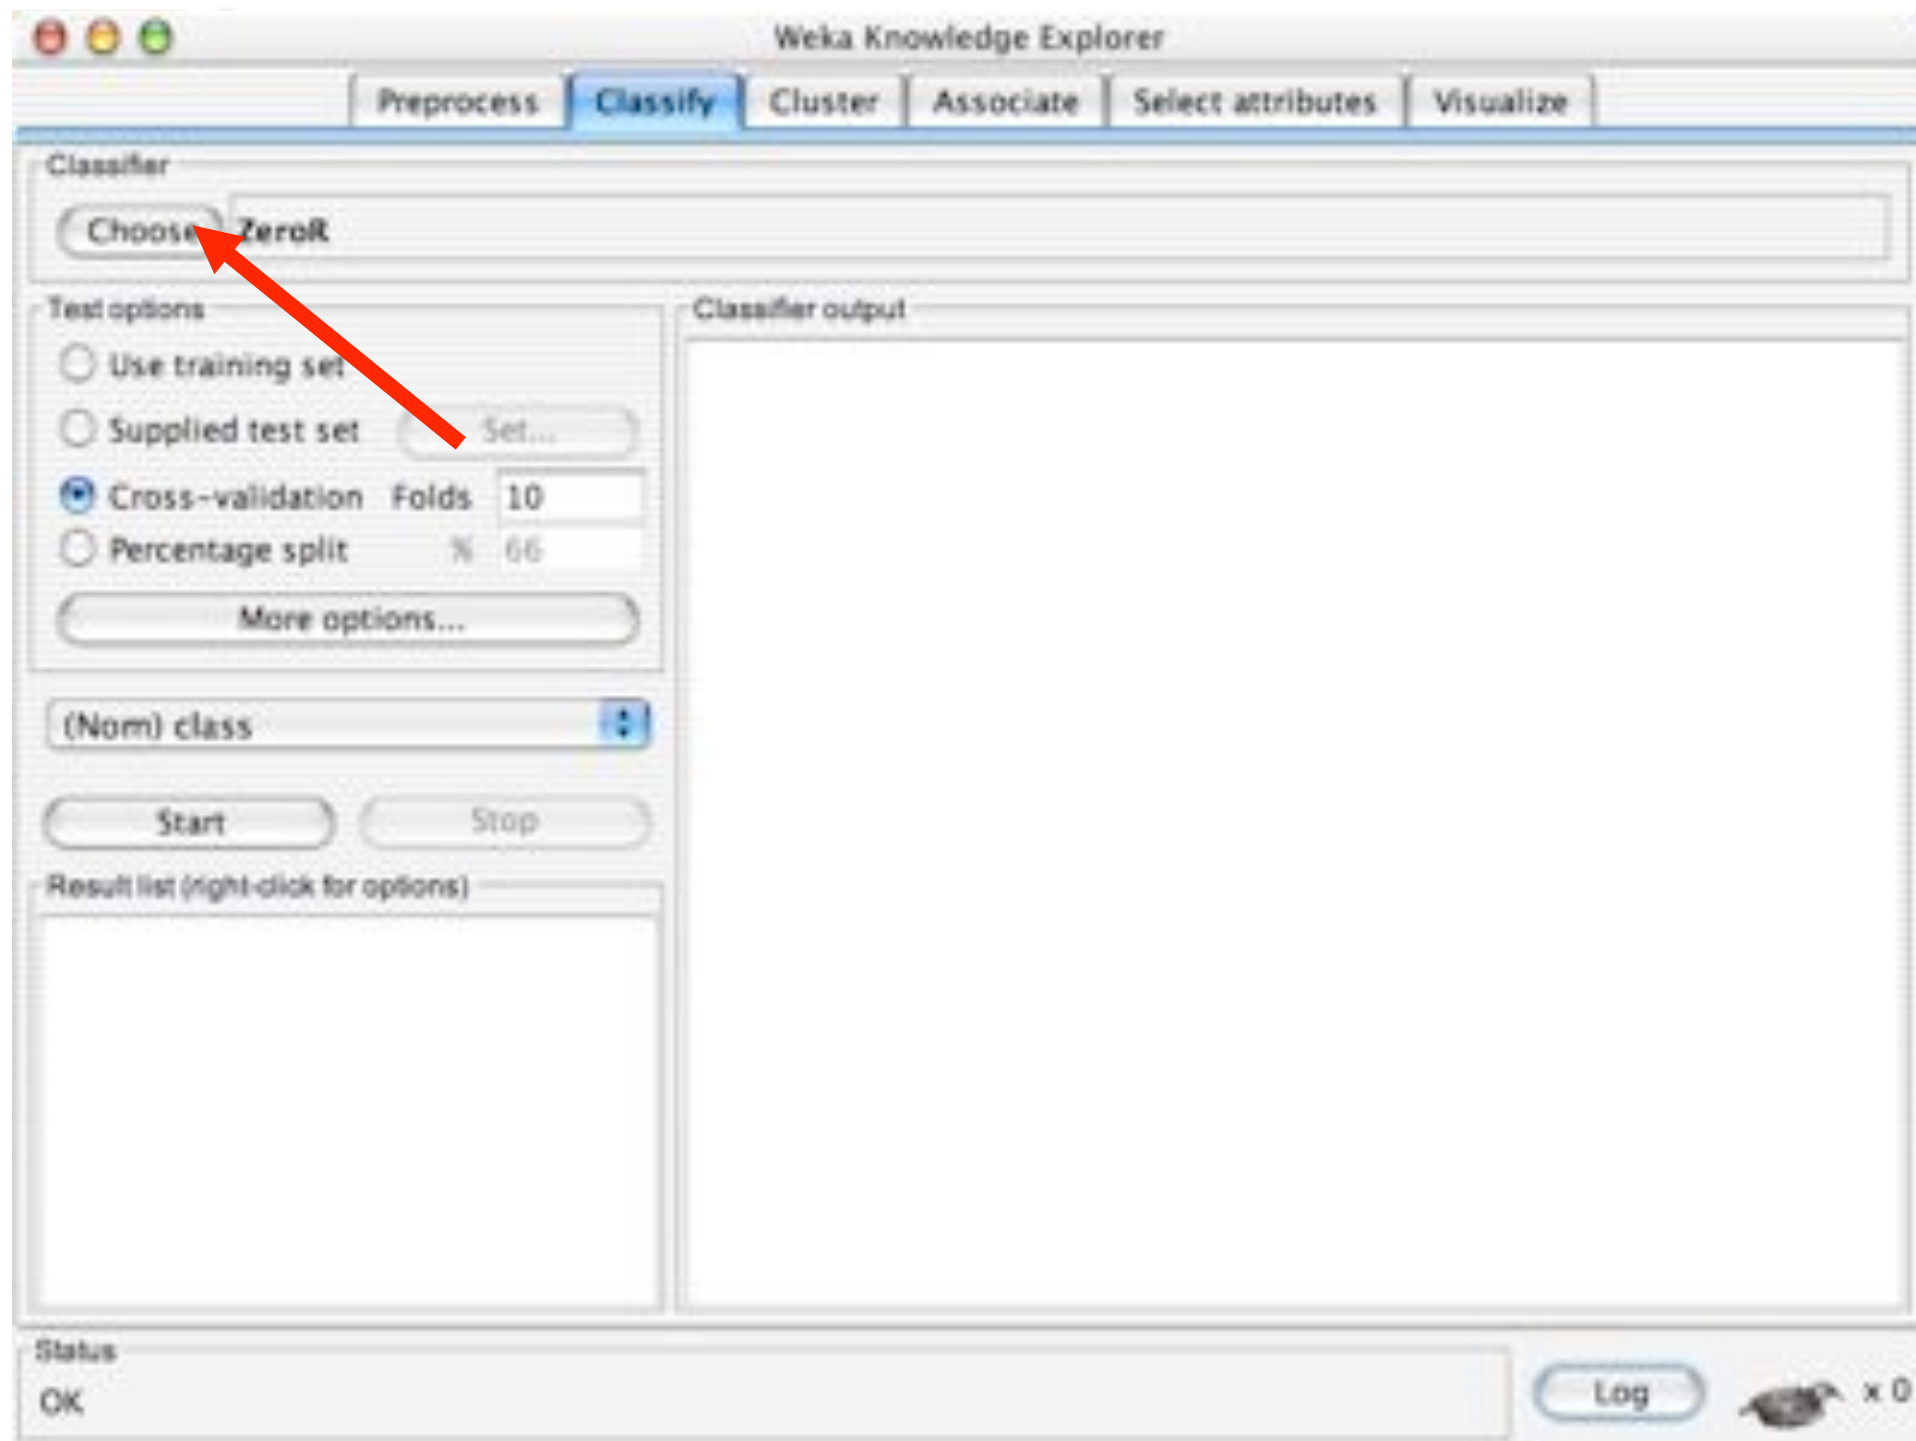 Weka Knowledge Explorer
Preprocess Classify Cluster Associate Select attributes Visualize
Classifier
Choose ZeroR
Test options
Use training set
Supplied test set Set...
Cross-validation Folds 10
Percentage split % 66
More options...
(Nom) class
Start Stop
Result list (right-click for options)
Classifier output
Status
OK
Log
x 0